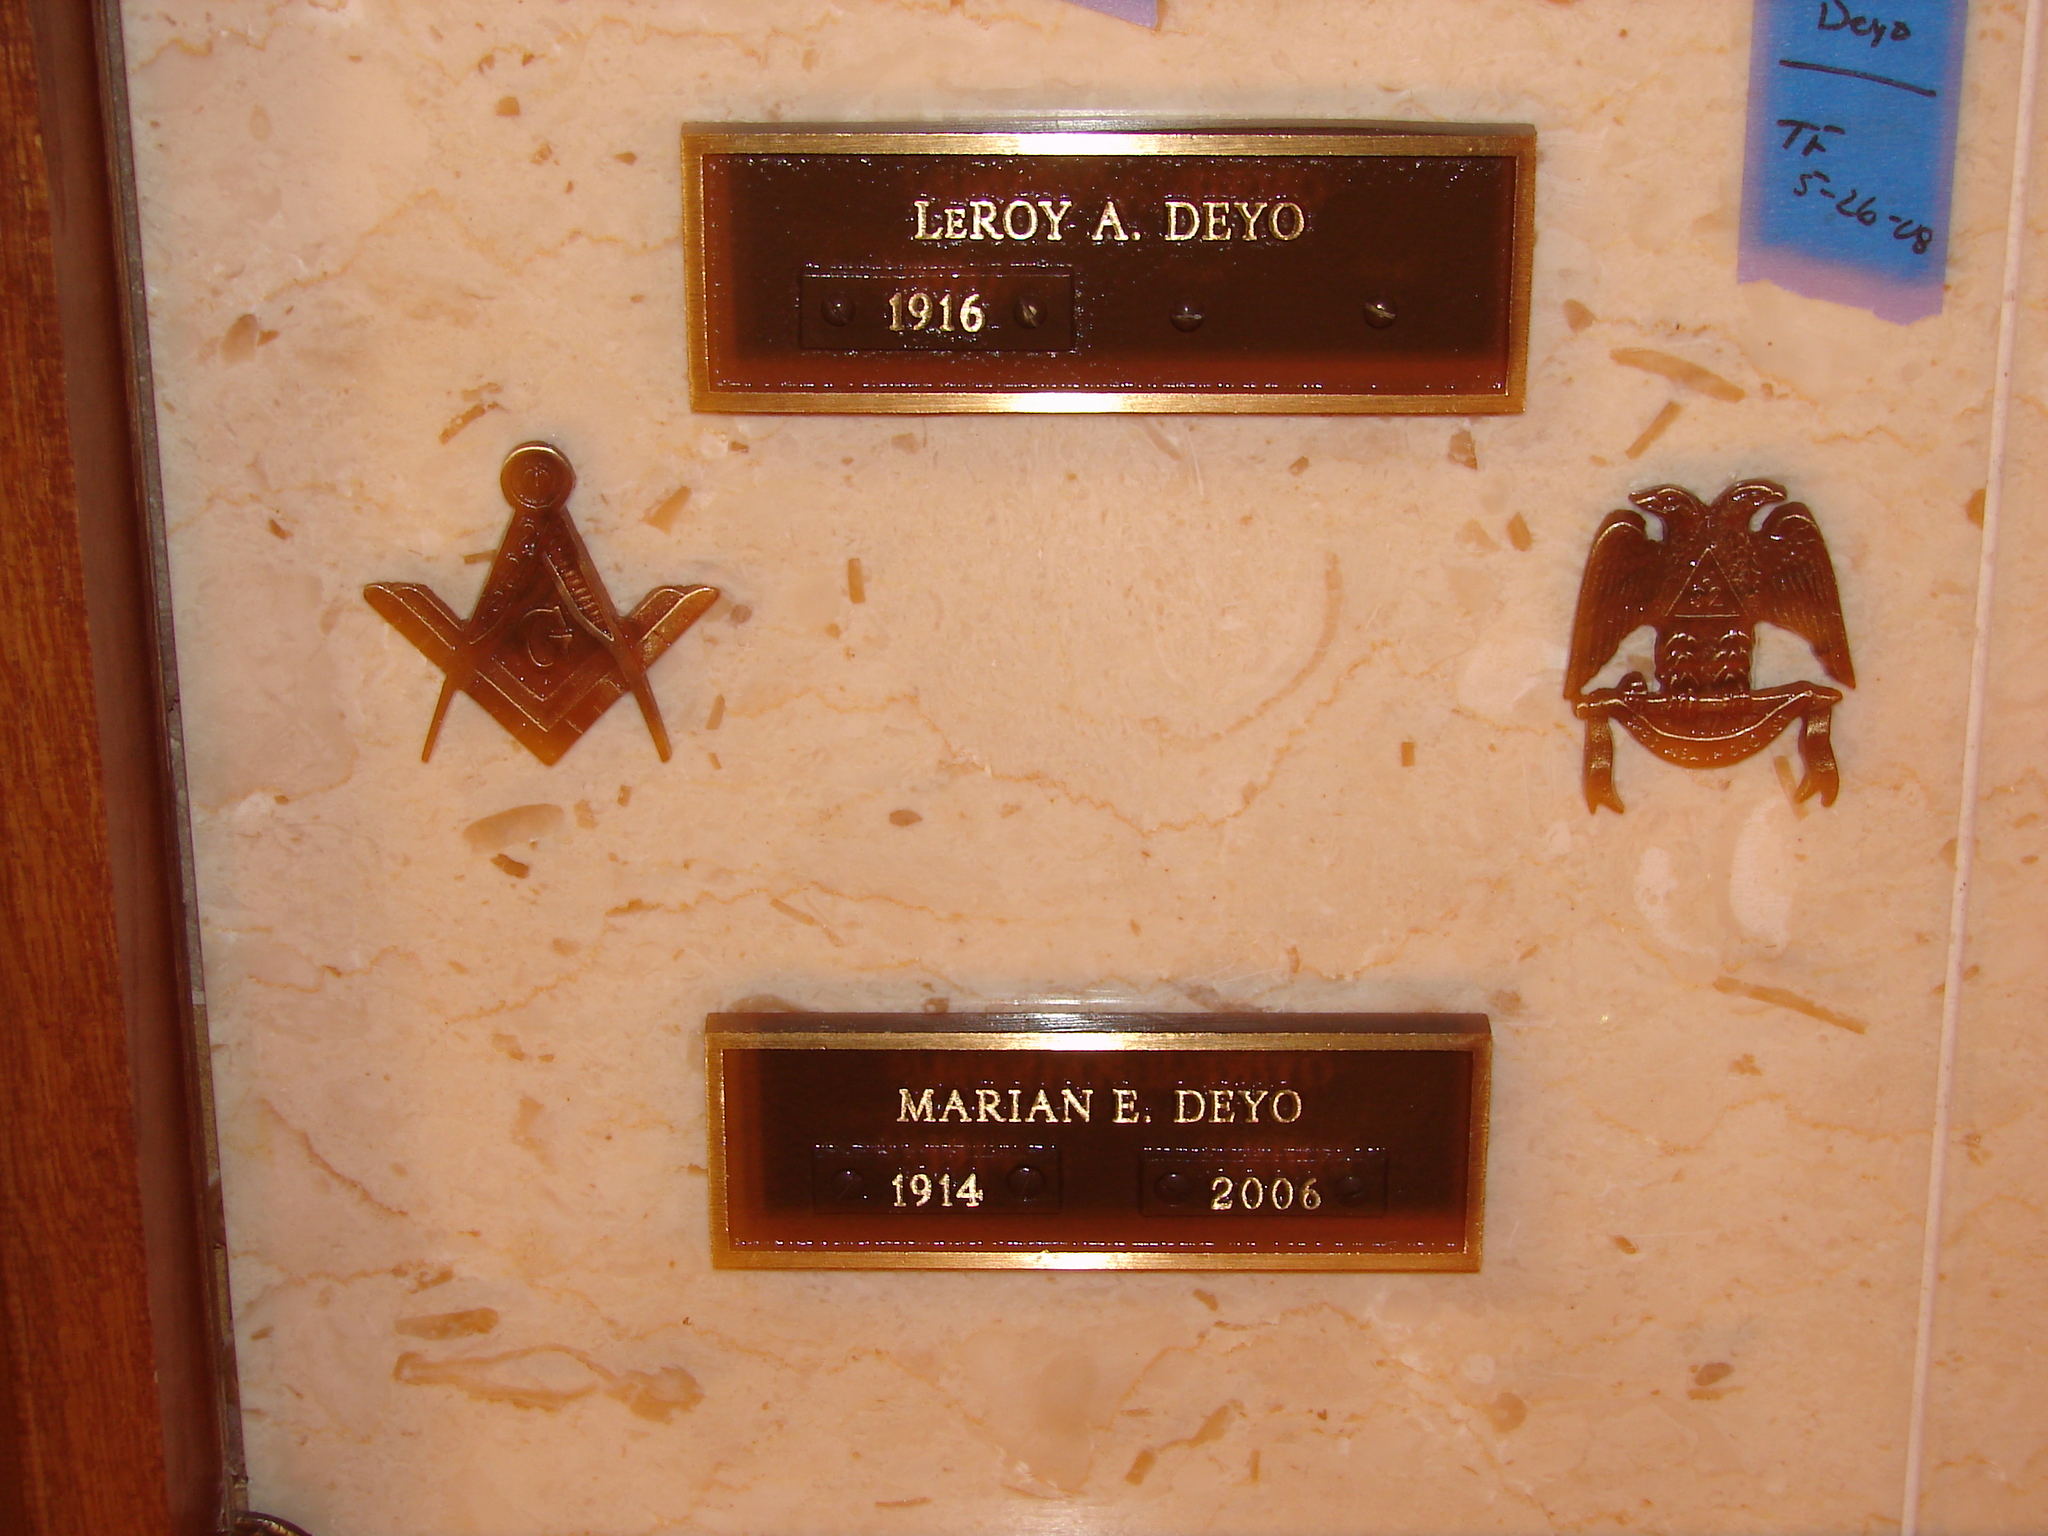 Deyo
TF
5-26-08
LeROY A. DEYO
1916
G
32
MARIAN E. DEYO
1914 2006